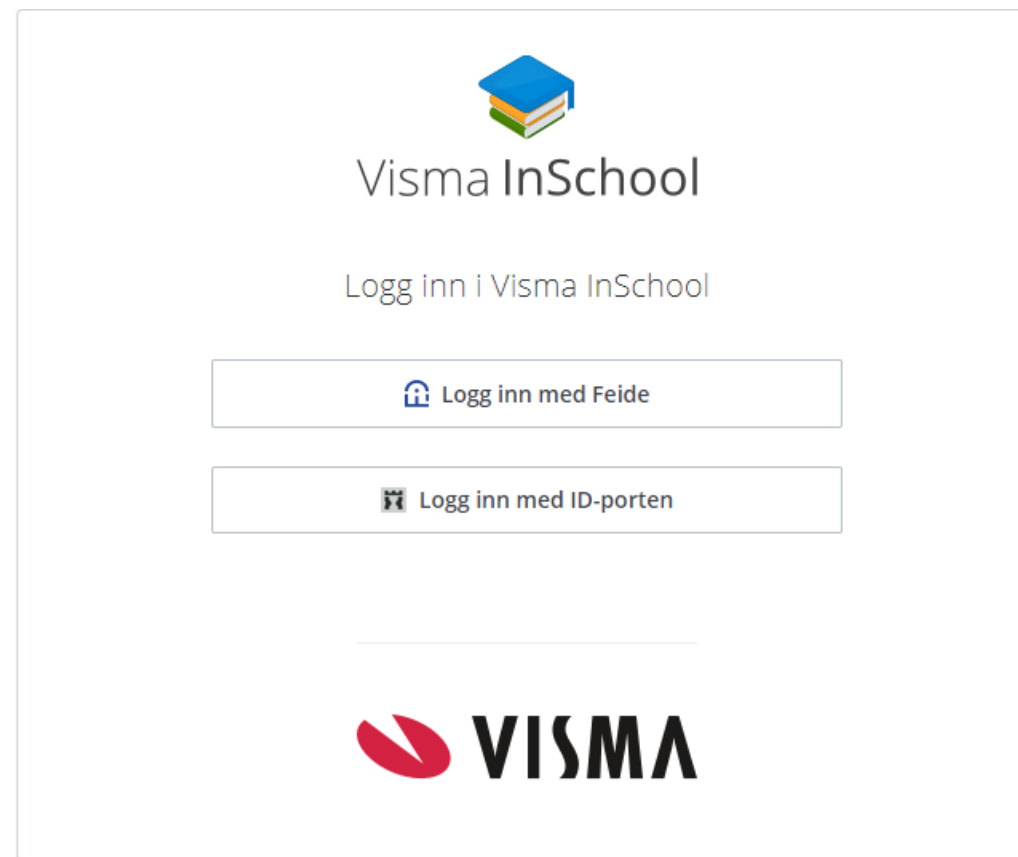 Visma InSchool
Logg inn i Visma InSchool
Logg inn med Feide
Logg inn med ID-porten
VISMA